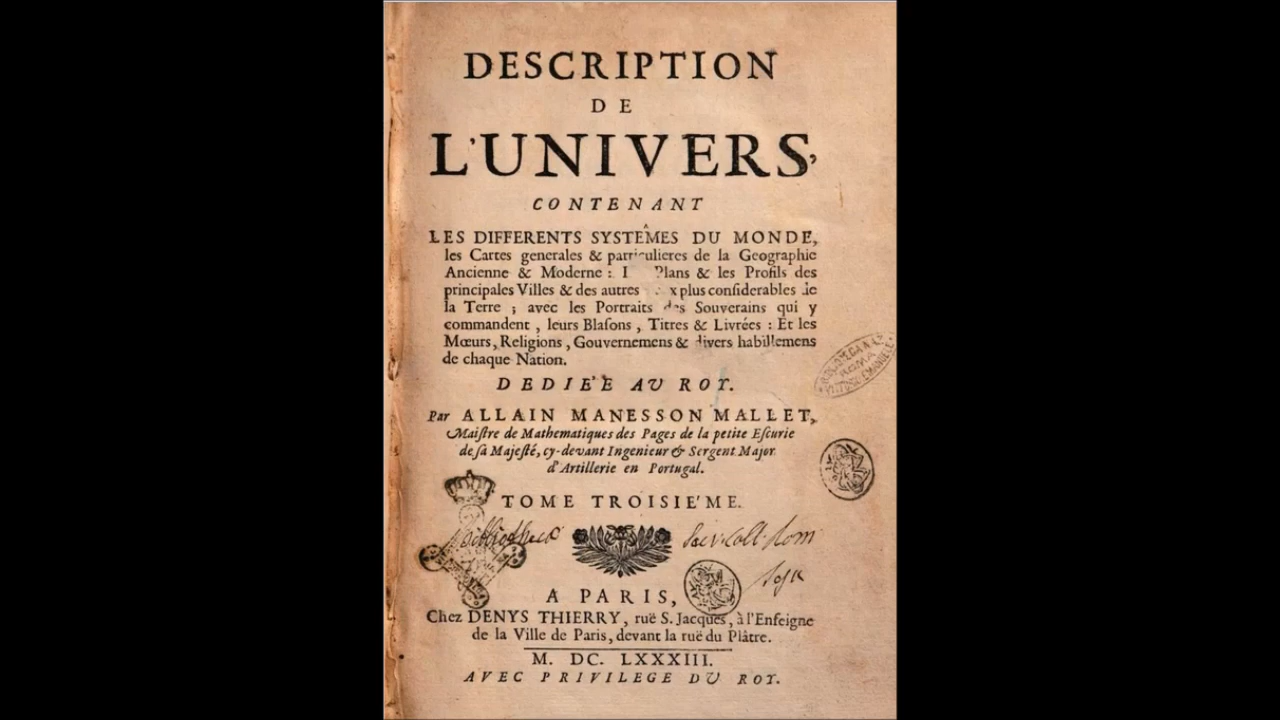 DESCRIPTION
DE
L'UNIVERS,
CONTENANT
LES DIFFERENTS SYSTEMES DU MONDE,
les Cartes generales & particulieres de la Geographie
Ancienne & Moderne : Plans & les Profils des
principales Villes & des autres plus conſiderables de
la Terre ; avec les Portraits des Souverains qui y
commandent , leurs Blaſons , Titres & Livrées : Et les
Mœurs, Religions , Gouvernemens & divers habillemens
de chaque Nation.
DEDIE'E AU ROY.
Par ALLAIN MANESSON MALLET,
Maiſtre de Mathematiques des Pages de la petite Eſcurie
de ſa Majeſté, cy-devant Ingenieur & Sergent Major
d'Artillerie en Portugal.
TOME TROISIE'ME.
A PARIS,
Chez DENYS THIERRY, ruë S. Jacques, à l'Enſeigne
de la Ville de Paris, devant la ruë du Plâtre.
M. DC. LXXXIII.
AVEC PRIVILEGE DU ROY.